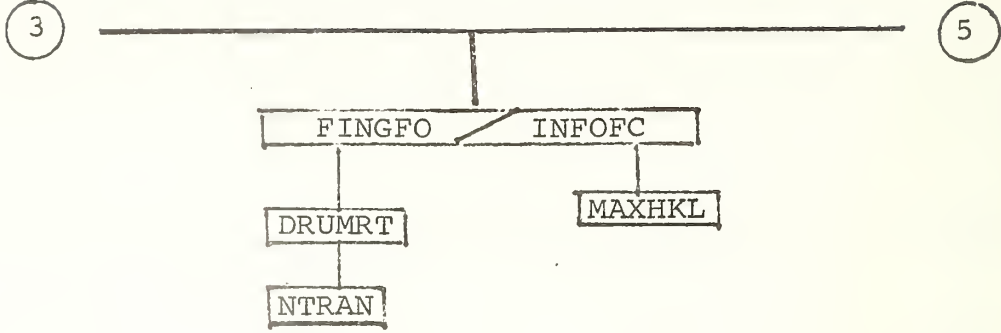 3
5
FINGFO INFOFC
DRUMRT
MAXHKL
NTRAN